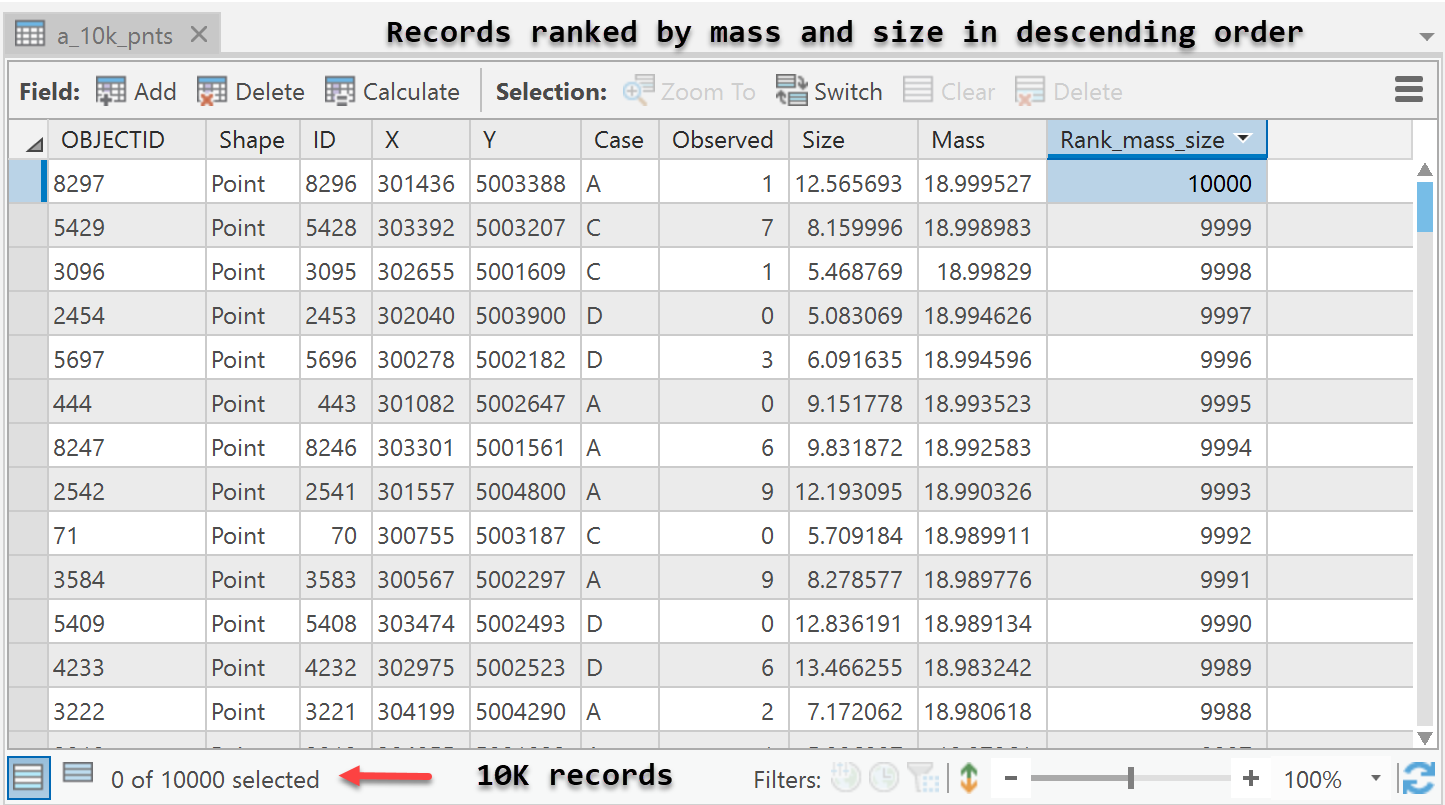 a_10k_pnts Records ranked by mass and size in descending order
Field: Add Delete Calculate Selection: Zoom To Switch Clear Delete
OBJECTID Shape ID X Y Case Observed Size Mass Rank_mass_size
8297 Point 8296 301436 5003388 A 1 12.565693 18.999527 10000
5429 Point 5428 303392 5003207 C 7 8.159996 18.998983 9999
3096 Point 3095 302655 5001609 C 1 5.468769 18.99829 9998
2454 Point 2453 302040 5003900 D 0 5.083069 18.994626 9997
5697 Point 5696 300278 5002182 D 3 6.091635 18.994596 9996
444 Point 443 301082 5002647 A 0 9.151778 18.993523 9995
8247 Point 8246 303301 5001561 A 6 9.831872 18.992583 9994
2542 Point 2541 301557 5004800 A 9 12.193095 18.990326 9993
71 Point 70 300755 5003187 C 0 5.709184 18.989911 9992
3584 Point 3583 300567 5002297 A 9 8.278577 18.989776 9991
5409 Point 5408 303474 5002493 D 0 12.836191 18.989134 9990
4233 Point 4232 302975 5002523 D 6 13.466255 18.983242 9989
3222 Point 3221 304199 5004290 A 2 7.172062 18.980618 9988
0 of 10000 selected 10K records Filters: 100%